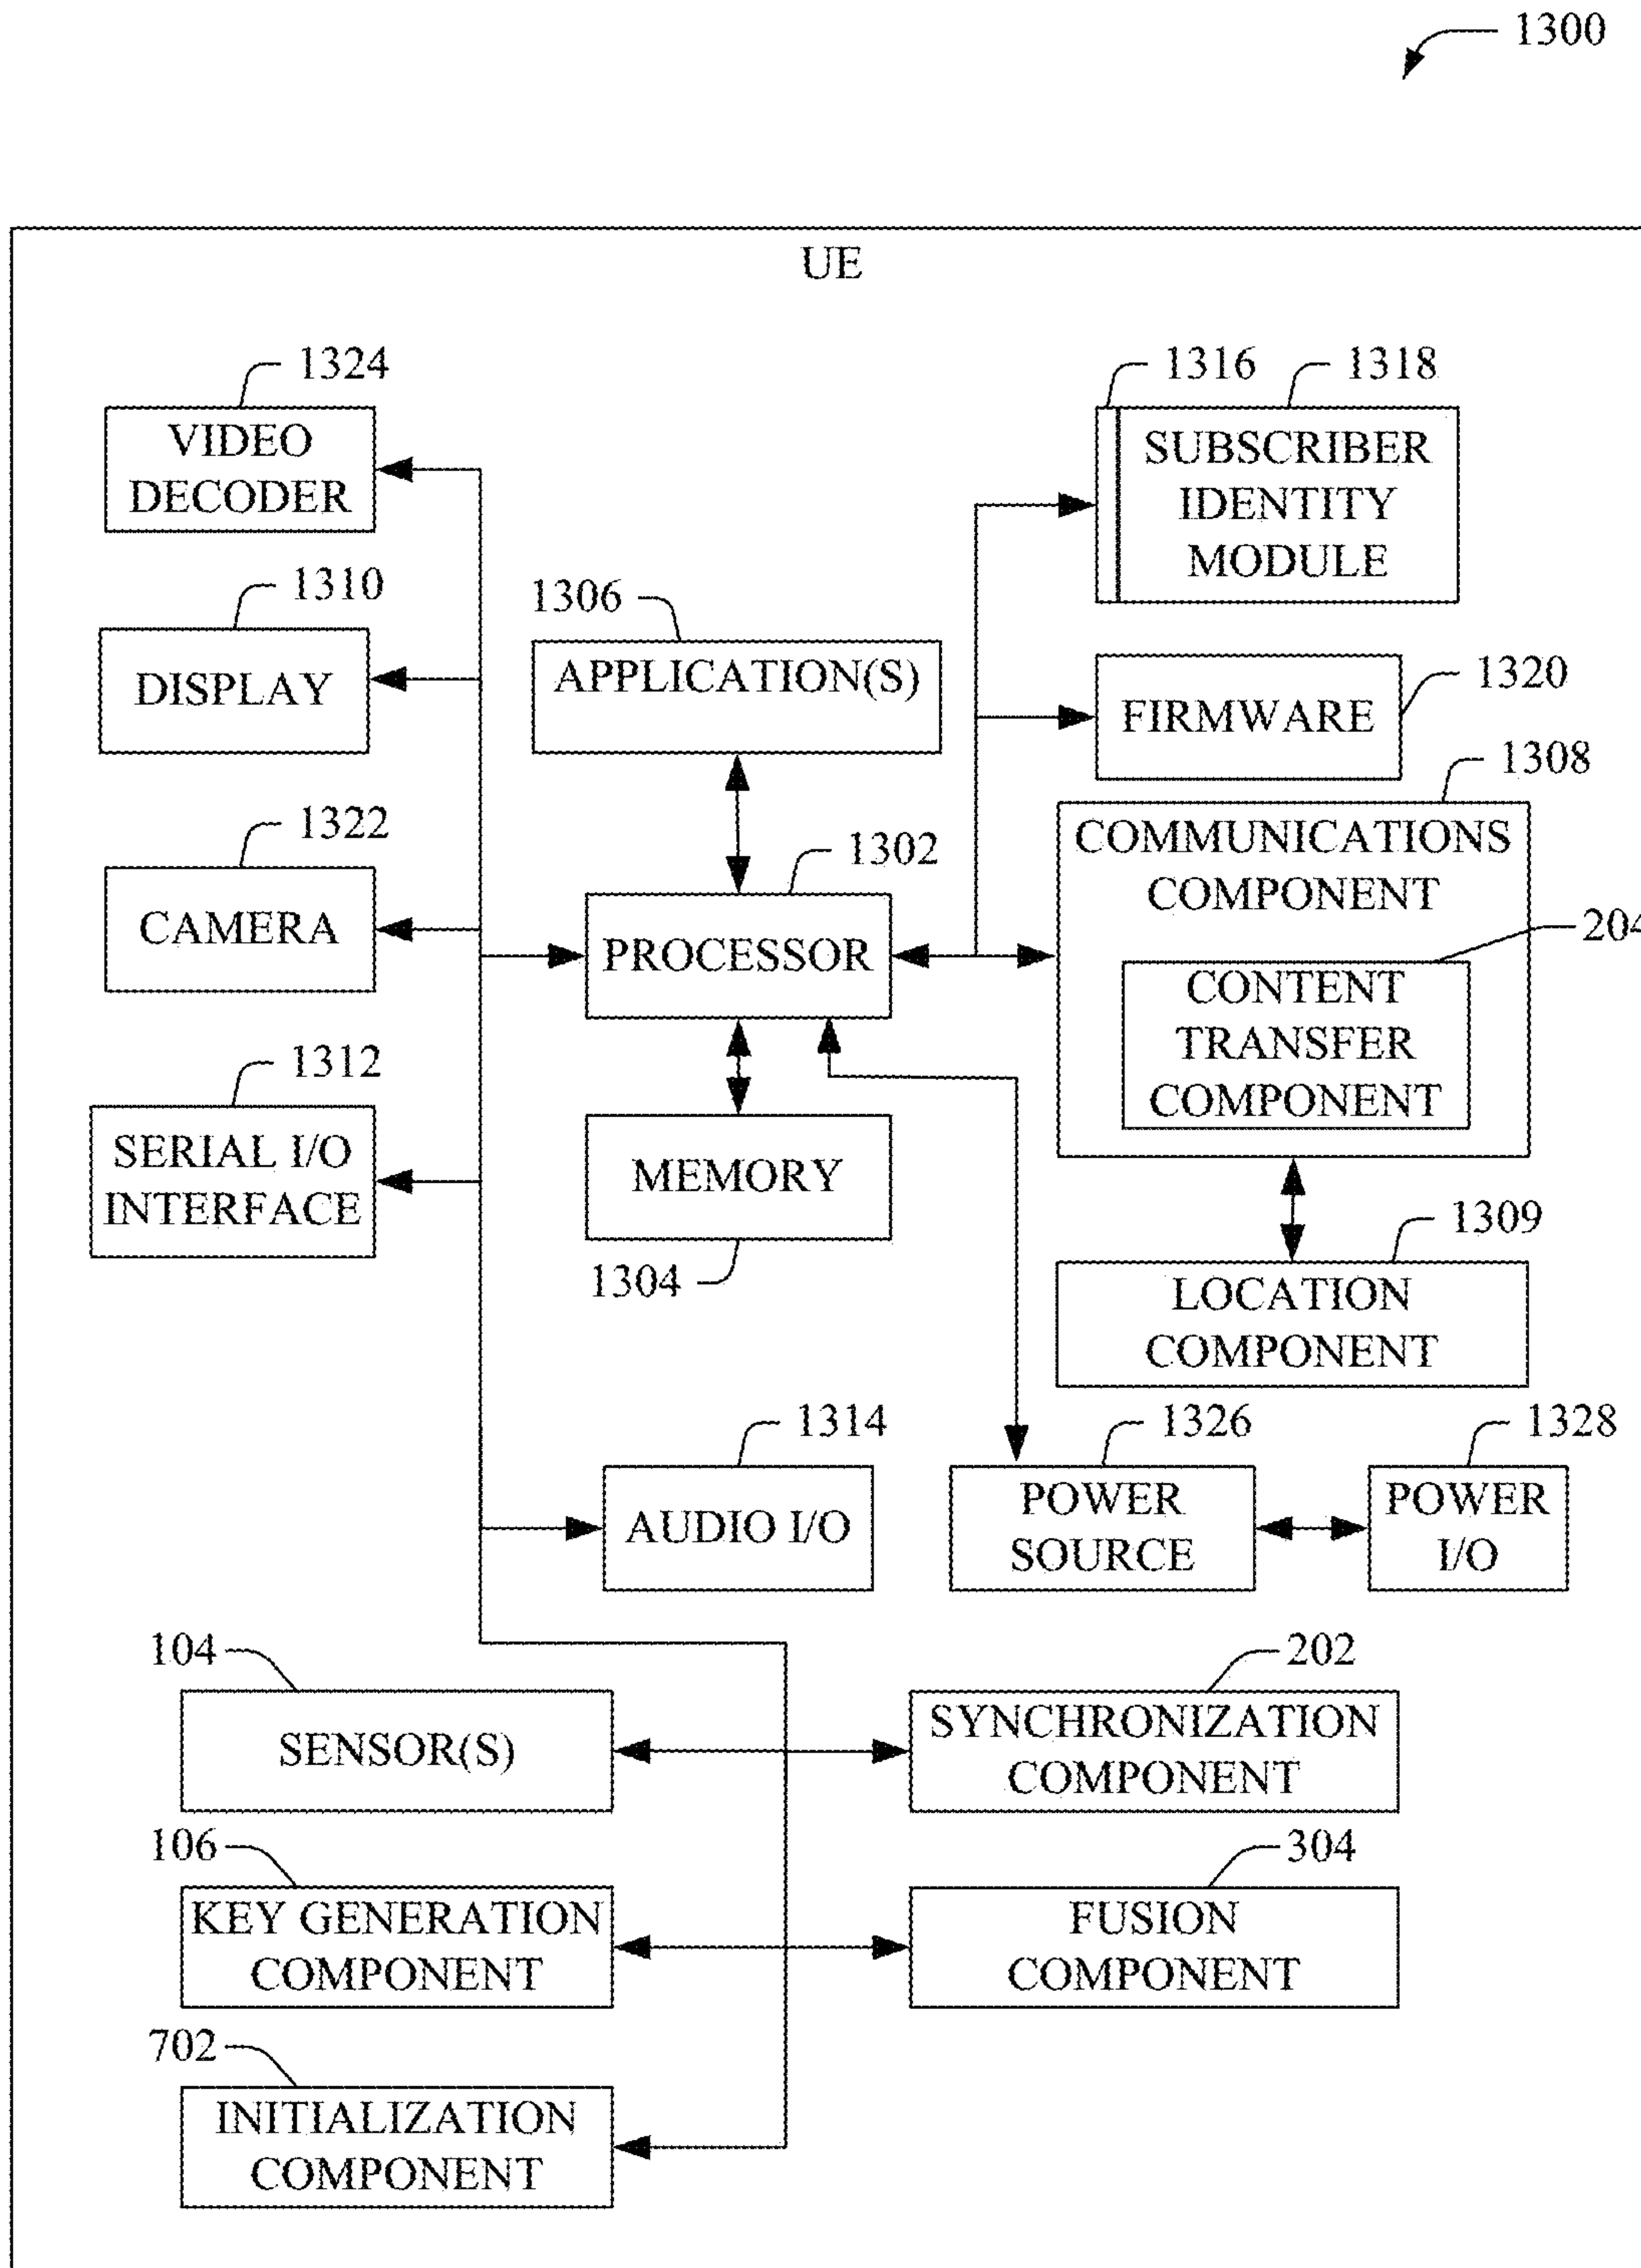 1300
UE
1324
VIDEO
DECODER
1310
DISPLAY
1322
CAMERA
1312
SERIAL I/O
INTERFACE
1306
APPLICATION(S)
1302
PROCESSOR
MEMORY
1304
1316
1318
SUBSCRIBER
IDENTITY
MODULE
1320
FIRMWARE
1308
COMMUNICATIONS
COMPONENT
204
CONTENT
TRANSFER
COMPONENT
1309
LOCATION
COMPONENT
1314
AUDIO I/O
1326
POWER
SOURCE
1328
POWER
I/O
104
SENSOR(S)
202
SYNCHRONIZATION
COMPONENT
106
KEY GENERATION
COMPONENT
304
FUSION
COMPONENT
702
INITIALIZATION
COMPONENT